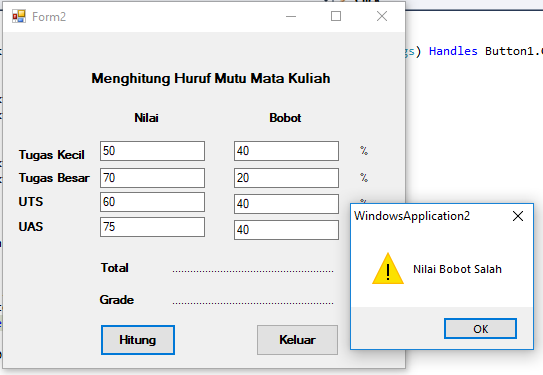 Form2
gs) Handles Button1.
Menghitung Huruf Mutu Mata Kuliah
Nilai Bobot
Tugas Kecil 50 40 %
Tugas Besar 70 20 %
UTS 60 40 %
UAS 75 40
WindowsApplication2
Nilai Bobot Salah
OK
Total ........................................................
Grade ........................................................
Hitung Keluar